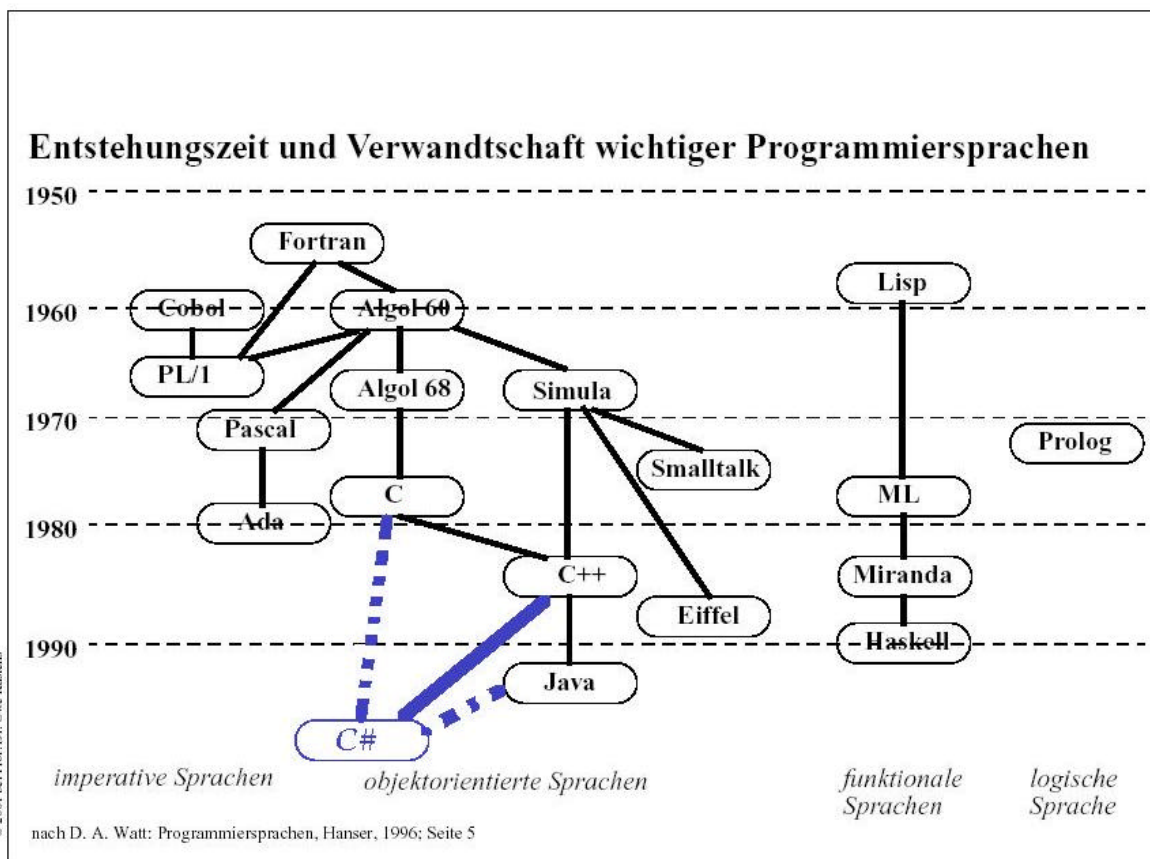 Entstehungszeit und Verwandtschaft wichtiger Programmiersprachen
1950
Fortran
Lisp
Cobol
Algol 60
1960
PL/1
Algol 68
Simula
1970
Pascal
Prolog
Smalltalk
C
ML
Ada
1980
C++
Miranda
Eiffel
Haskell
1990
Java
C#
imperative Sprachen
objektorientierte Sprachen
funktionale
Sprachen
logische
Sprache
nach D. A. Watt: Programmiersprachen, Hanser, 1996; Seite 5